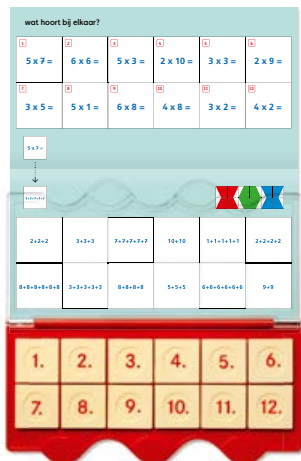 wat hoort bij elkaar?
1 2 3 4 5 6
5 x 7 = 6 x 6 = 5 x 3 = 2 x 10 = 3 x 3 = 2 x 9 =
7 8 9 10 11 12
3 x 5 = 5 x 1 = 6 x 8 = 4 x 8 = 3 x 2 = 4 x 2 =
5 x 7 =
7+7+7+7+7
2+2+2 3+3+3 7+7+7+7+7 10+10 1+1+1+1+1 2+2+2+2
8+8+8+8+8+8 3+3+3+3+3 8+8+8+8 5+5+5 6+6+6+6+6+6 9+9
1. 2. 3. 4. 5. 6.
7. 8. 9. 10. 11. 12.